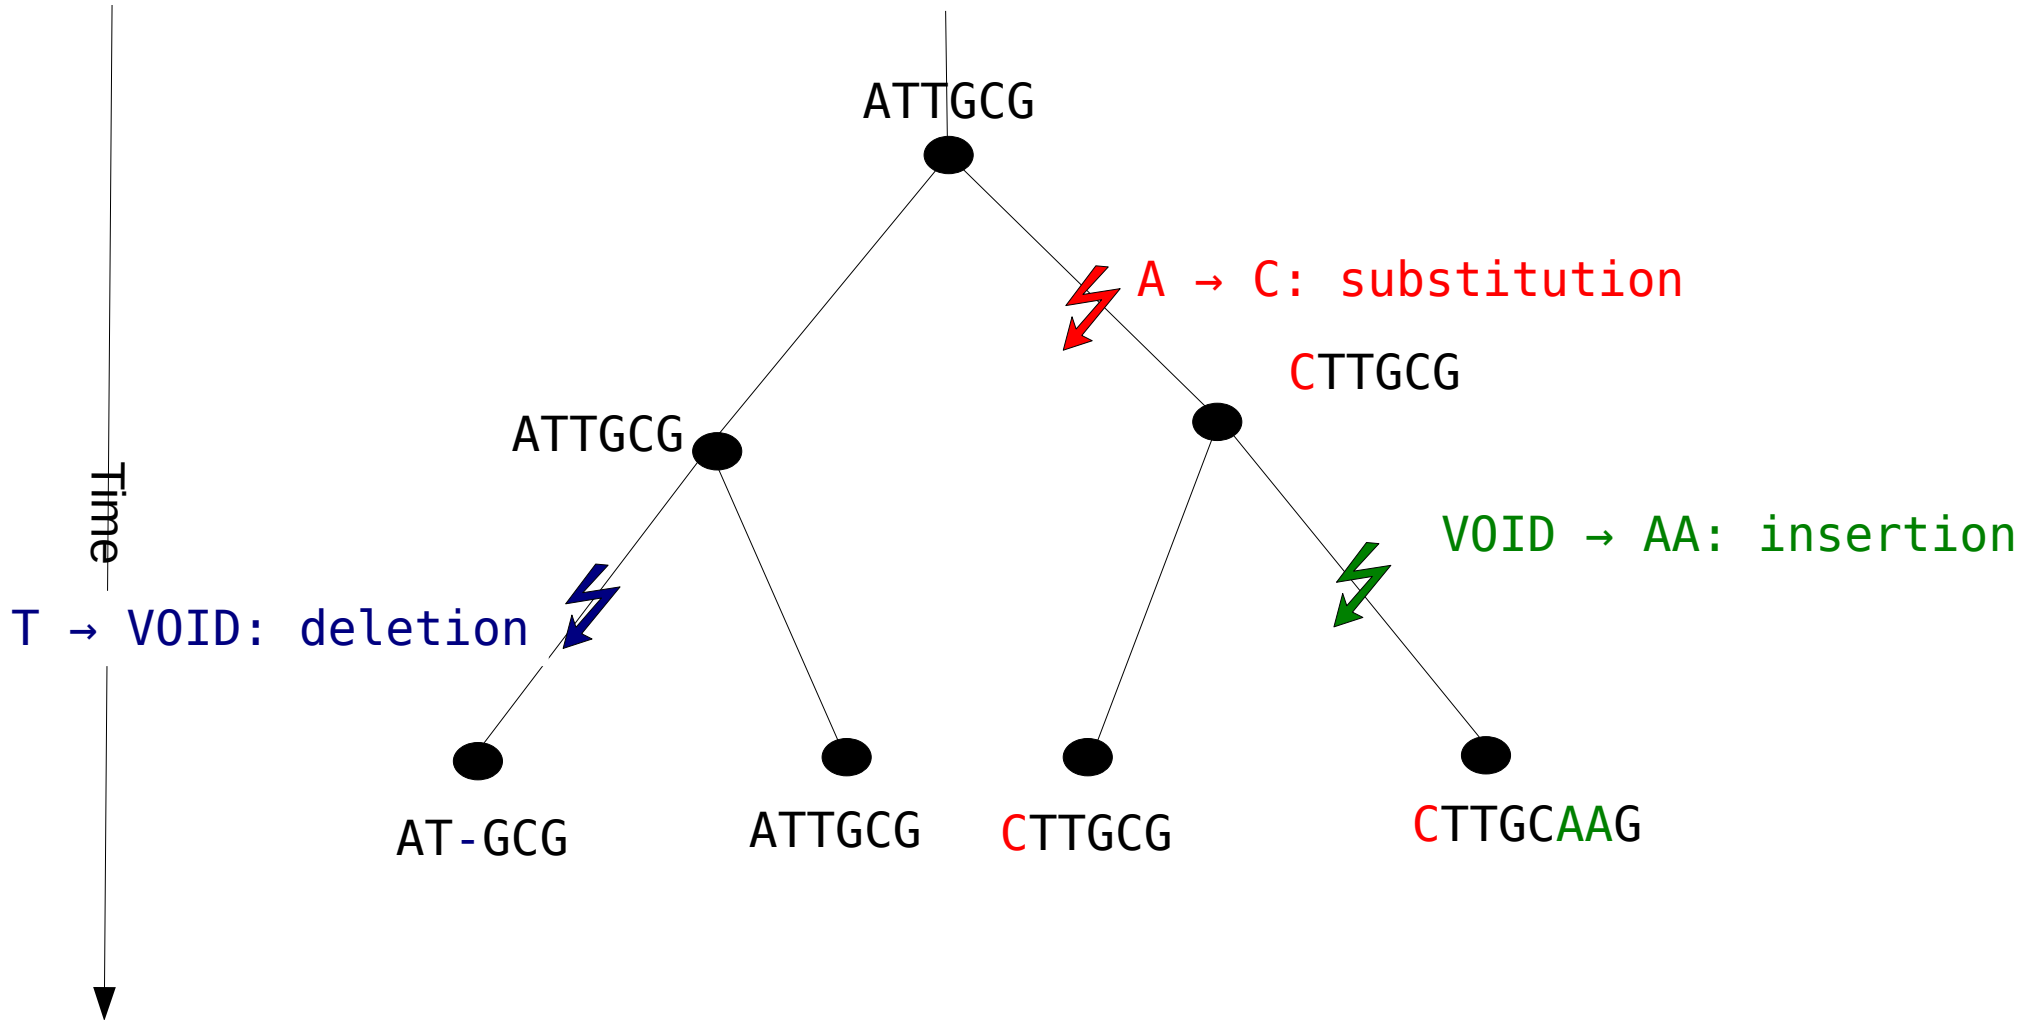 ATTGCG
A → C: substitution
CTTGCG
ATTGCG
Time
VOID → AA: insertion
T → VOID: deletion
AT-GCG
ATTGCG
CTTGCG
CTTGCAAG